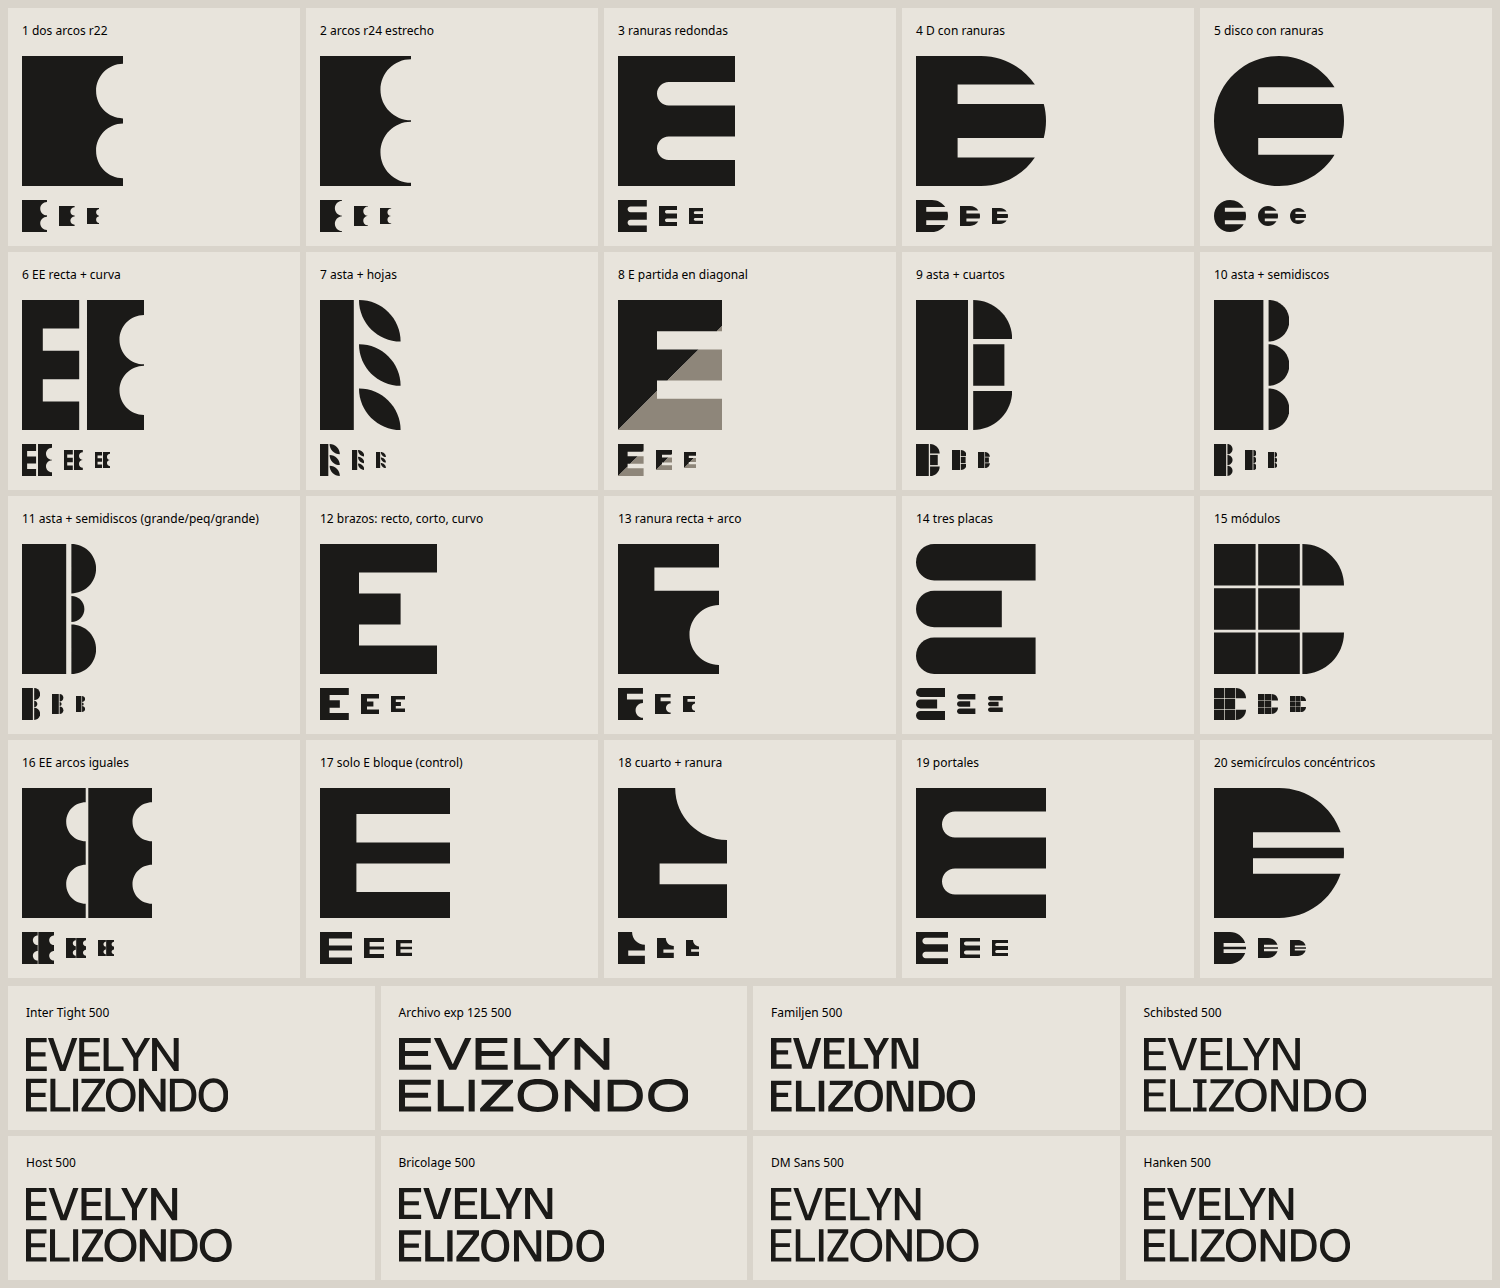 1 dos arcos r22
2 arcos r24 estrecho
3 ranuras redondas
4 D con ranuras
5 disco con ranuras
6 EE recta + curva
7 asta + hojas
8 E partida en diagonal
9 asta + cuartos
10 asta + semidiscos
11 asta + semidiscos (grande/peq/grande)
12 brazos: recto, corto, curvo
13 ranura recta + arco
14 tres placas
15 módulos
16 EE arcos iguales
17 solo E bloque (control)
18 cuarto + ranura
19 portales
20 semicírculos concéntricos
Inter Tight 500
EVELYN
ELIZONDO
Archivo exp 125 500
EVELYN
ELIZONDO
Familjen 500
EVELYN
ELIZONDO
Schibsted 500
EVELYN
ELIZONDO
Host 500
EVELYN
ELIZONDO
Bricolage 500
EVELYN
ELIZONDO
DM Sans 500
EVELYN
ELIZONDO
Hanken 500
EVELYN
ELIZONDO